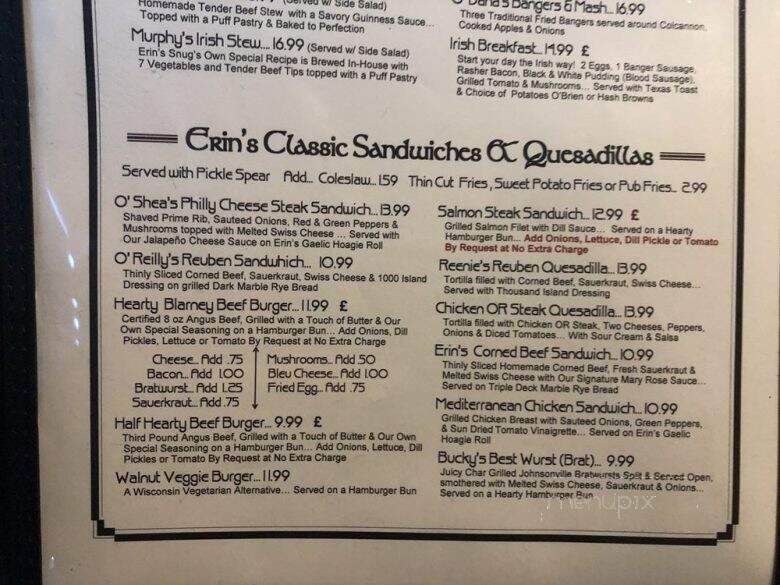 (Served w/ Side Salad)
Homemade Tender Beef Stew with a Savory Guinness Sauce...
Topped with a Puff Pastry & Baked to Perfection
Murphy's Irish Stew.... 16.99 (Served w/ Side Salad)
Erin's Snug's Own Special Recipe is Brewed In-House with
7 Vegetables and Tender Beef Tips topped with a Puff Pastry
O'Dana's Bangers & Mash... 16.99
Three Traditional Fried Bangers served around Colcannon,
Cooked Apples & Onions
Irish Breakfast... 14.99 £
Start your day the Irish way! 2 Eggs, 1 Banger Sausage,
Rasher Bacon, Black & White Pudding (Blood Sausage),
Grilled Tomato & Mushrooms... Served with Texas Toast
& Choice of Potatoes O'Brien or Hash Browns
Erin's Classic Sandwiches & Quesadillas
Served with Pickle Spear Add... Coleslaw...1.59 Thin Cut Fries, Sweet Potato Fries or Pub Fries... 2.99
O' Shea's Philly Cheese Steak Sandwich...13.99
Shaved Prime Rib, Sauteed Onions, Red & Green Peppers &
Mushrooms topped with Melted Swiss Cheese ... Served with
Our Jalapeño Cheese Sauce on Erin's Gaelic Hoagie Roll
O' Reilly's Reuben Sandwhich... 10.99
Thinly Sliced Corned Beef, Sauerkraut, Swiss Cheese & 1000 Island
Dressing on grilled Dark Marble Rye Bread
Hearty Blarney Beef Burger...11.99 £
Certified 8 oz Angus Beef, Grilled with a Touch of Butter & Our
Own Special Seasoning on a Hamburger Bun... Add Onions, Dill
Pickles, Lettuce or Tomato By Request at No Extra Charge
Cheese... Add .75
Bacon... Add 1.00
Bratwurst... Add 1.25
Sauerkraut... Add .75
Mushrooms... Add .50
Bleu Cheese... Add 1.00
Fried Egg... Add .75
Half Hearty Beef Burger... 9.99 £
Third Pound Angus Beef, Grilled with a Touch of Butter & Our Own
Special Seasoning on a Hamburger Bun... Add Onions, Lettuce, Dill
Pickles or Tomato By Request at No Extra Charge
Walnut Veggie Burger...11.99
A Wisconsin Vegetarian Alternative... Served on a Hamburger Bun
Salmon Steak Sandwich... 12.99 £
Grilled Salmon Filet with Dill Sauce... Served on a Hearty
Hamburger Bun... Add Onions, Lettuce, Dill Pickle or Tomato
By Request at No Extra Charge
Reenie's Reuben Quesadilla... 13.99
Tortilla filled with Corned Beef, Sauerkraut, Swiss Cheese...
Served with Thousand Island Dressing
Chicken OR Steak Quesadilla... 13.99
Tortilla filled with Chicken OR Steak, Two Cheeses, Peppers,
Onions & Diced Tomatoes... With Sour Cream & Salsa
Erin's Corned Beef Sandwich... 10.99
Thinly Sliced Homemade Corned Beef, Fresh Sauerkraut &
Melted Swiss Cheese with Our Signature Mary Rose Sauce...
Served on Triple Deck Marble Rye Bread
Mediterranean Chicken Sandwich... 10.99
Grilled Chicken Breast with Sauteed Onions, Green Peppers,
& Sun Dried Tomato Vinaigrette... Served on Erin's Gaelic
Hoagie Roll
Bucky's Best Wurst (Brat)... 9.99
Juicy Char Grilled Johnsonville Bratwursts Split & Served Open,
smothered with Melted Swiss Cheese, Sauerkraut & Onions...
Served on a Hearty Hamburger Bun
menupix